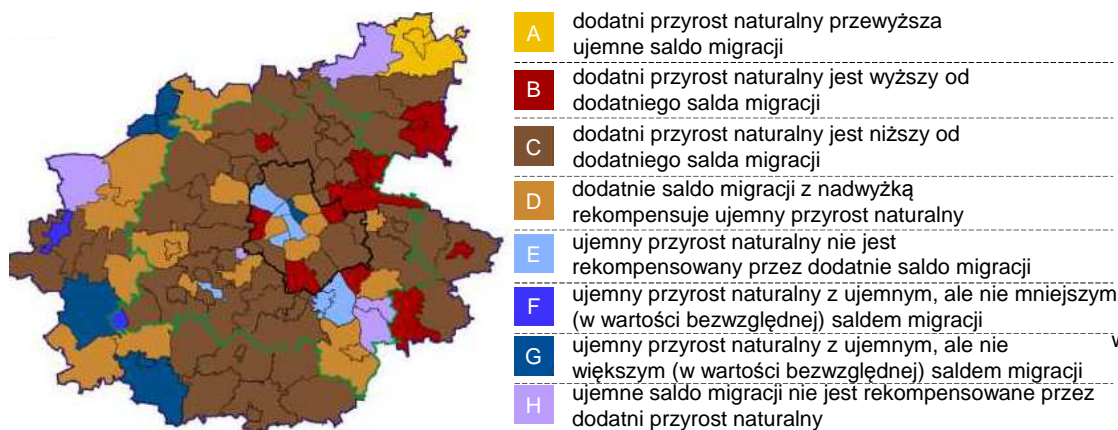 A
dodatni przyrost naturalny przewyższa
ujemne saldo migracji
B
dodatni przyrost naturalny jest wyższy od
dodatniego salda migracji
C
dodatni przyrost naturalny jest niższy od
dodatniego salda migracji
D
dodatnie saldo migracji z nadwyżką
rekompensuje ujemny przyrost naturalny
E
ujemny przyrost naturalny nie jest
rekompensowany przez dodatnie saldo migracji
F
ujemny przyrost naturalny z ujemnym, ale nie mniejszym
(w wartości bezwzględnej) saldem migracji
G
ujemny przyrost naturalny z ujemnym, ale nie
większym (w wartości bezwzględnej) saldem migracji
H
ujemne saldo migracji nie jest rekompensowane przez
dodatni przyrost naturalny